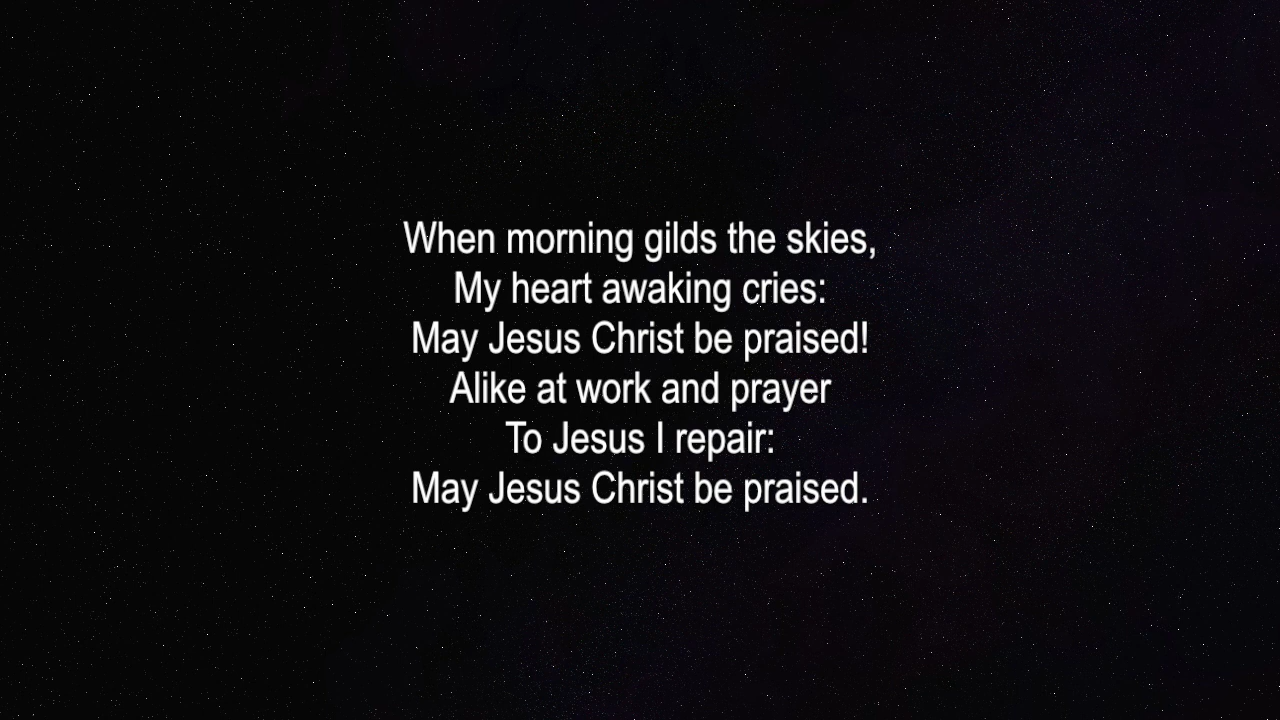 When morning gilds the skies,
My heart awaking cries:
May Jesus Christ be praised!
Alike at work and prayer
To Jesus I repair:
May Jesus Christ be praised.